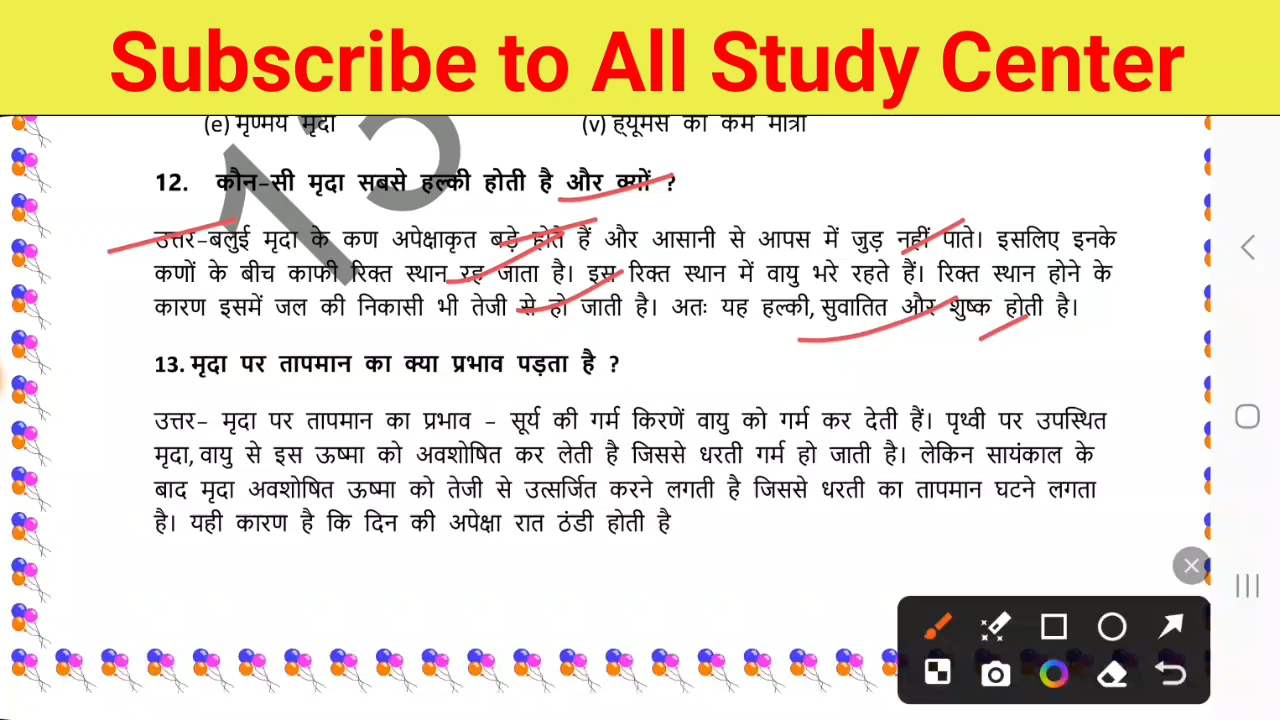 Subscribe to All Study Center
(e) मृण्मय मृदा (v) ह्यूमस की कम मात्रा
12. कौन-सी मृदा सबसे हल्की होती है और क्यों ?
उत्तर-बलुई मृदा के कण अपेक्षाकृत बड़े होते हैं और आसानी से आपस में जुड़ नहीं पाते। इसलिए इनके
कणों के बीच काफी रिक्त स्थान रह जाता है। इस रिक्त स्थान में वायु भरे रहते हैं। रिक्त स्थान होने के
कारण इसमें जल की निकासी भी तेजी से हो जाती है। अतः यह हल्की, सुवातित और शुष्क होती है।
13. मृदा पर तापमान का क्या प्रभाव पड़ता है ?
उत्तर- मृदा पर तापमान का प्रभाव - सूर्य की गर्म किरणें वायु को गर्म कर देती हैं। पृथ्वी पर उपस्थित
मृदा, वायु से इस ऊष्मा को अवशोषित कर लेती है जिससे धरती गर्म हो जाती है। लेकिन सायंकाल के
बाद मृदा अवशोषित ऊष्मा को तेजी से उत्सर्जित करने लगती है जिससे धरती का तापमान घटने लगता
है। यही कारण है कि दिन की अपेक्षा रात ठंडी होती है